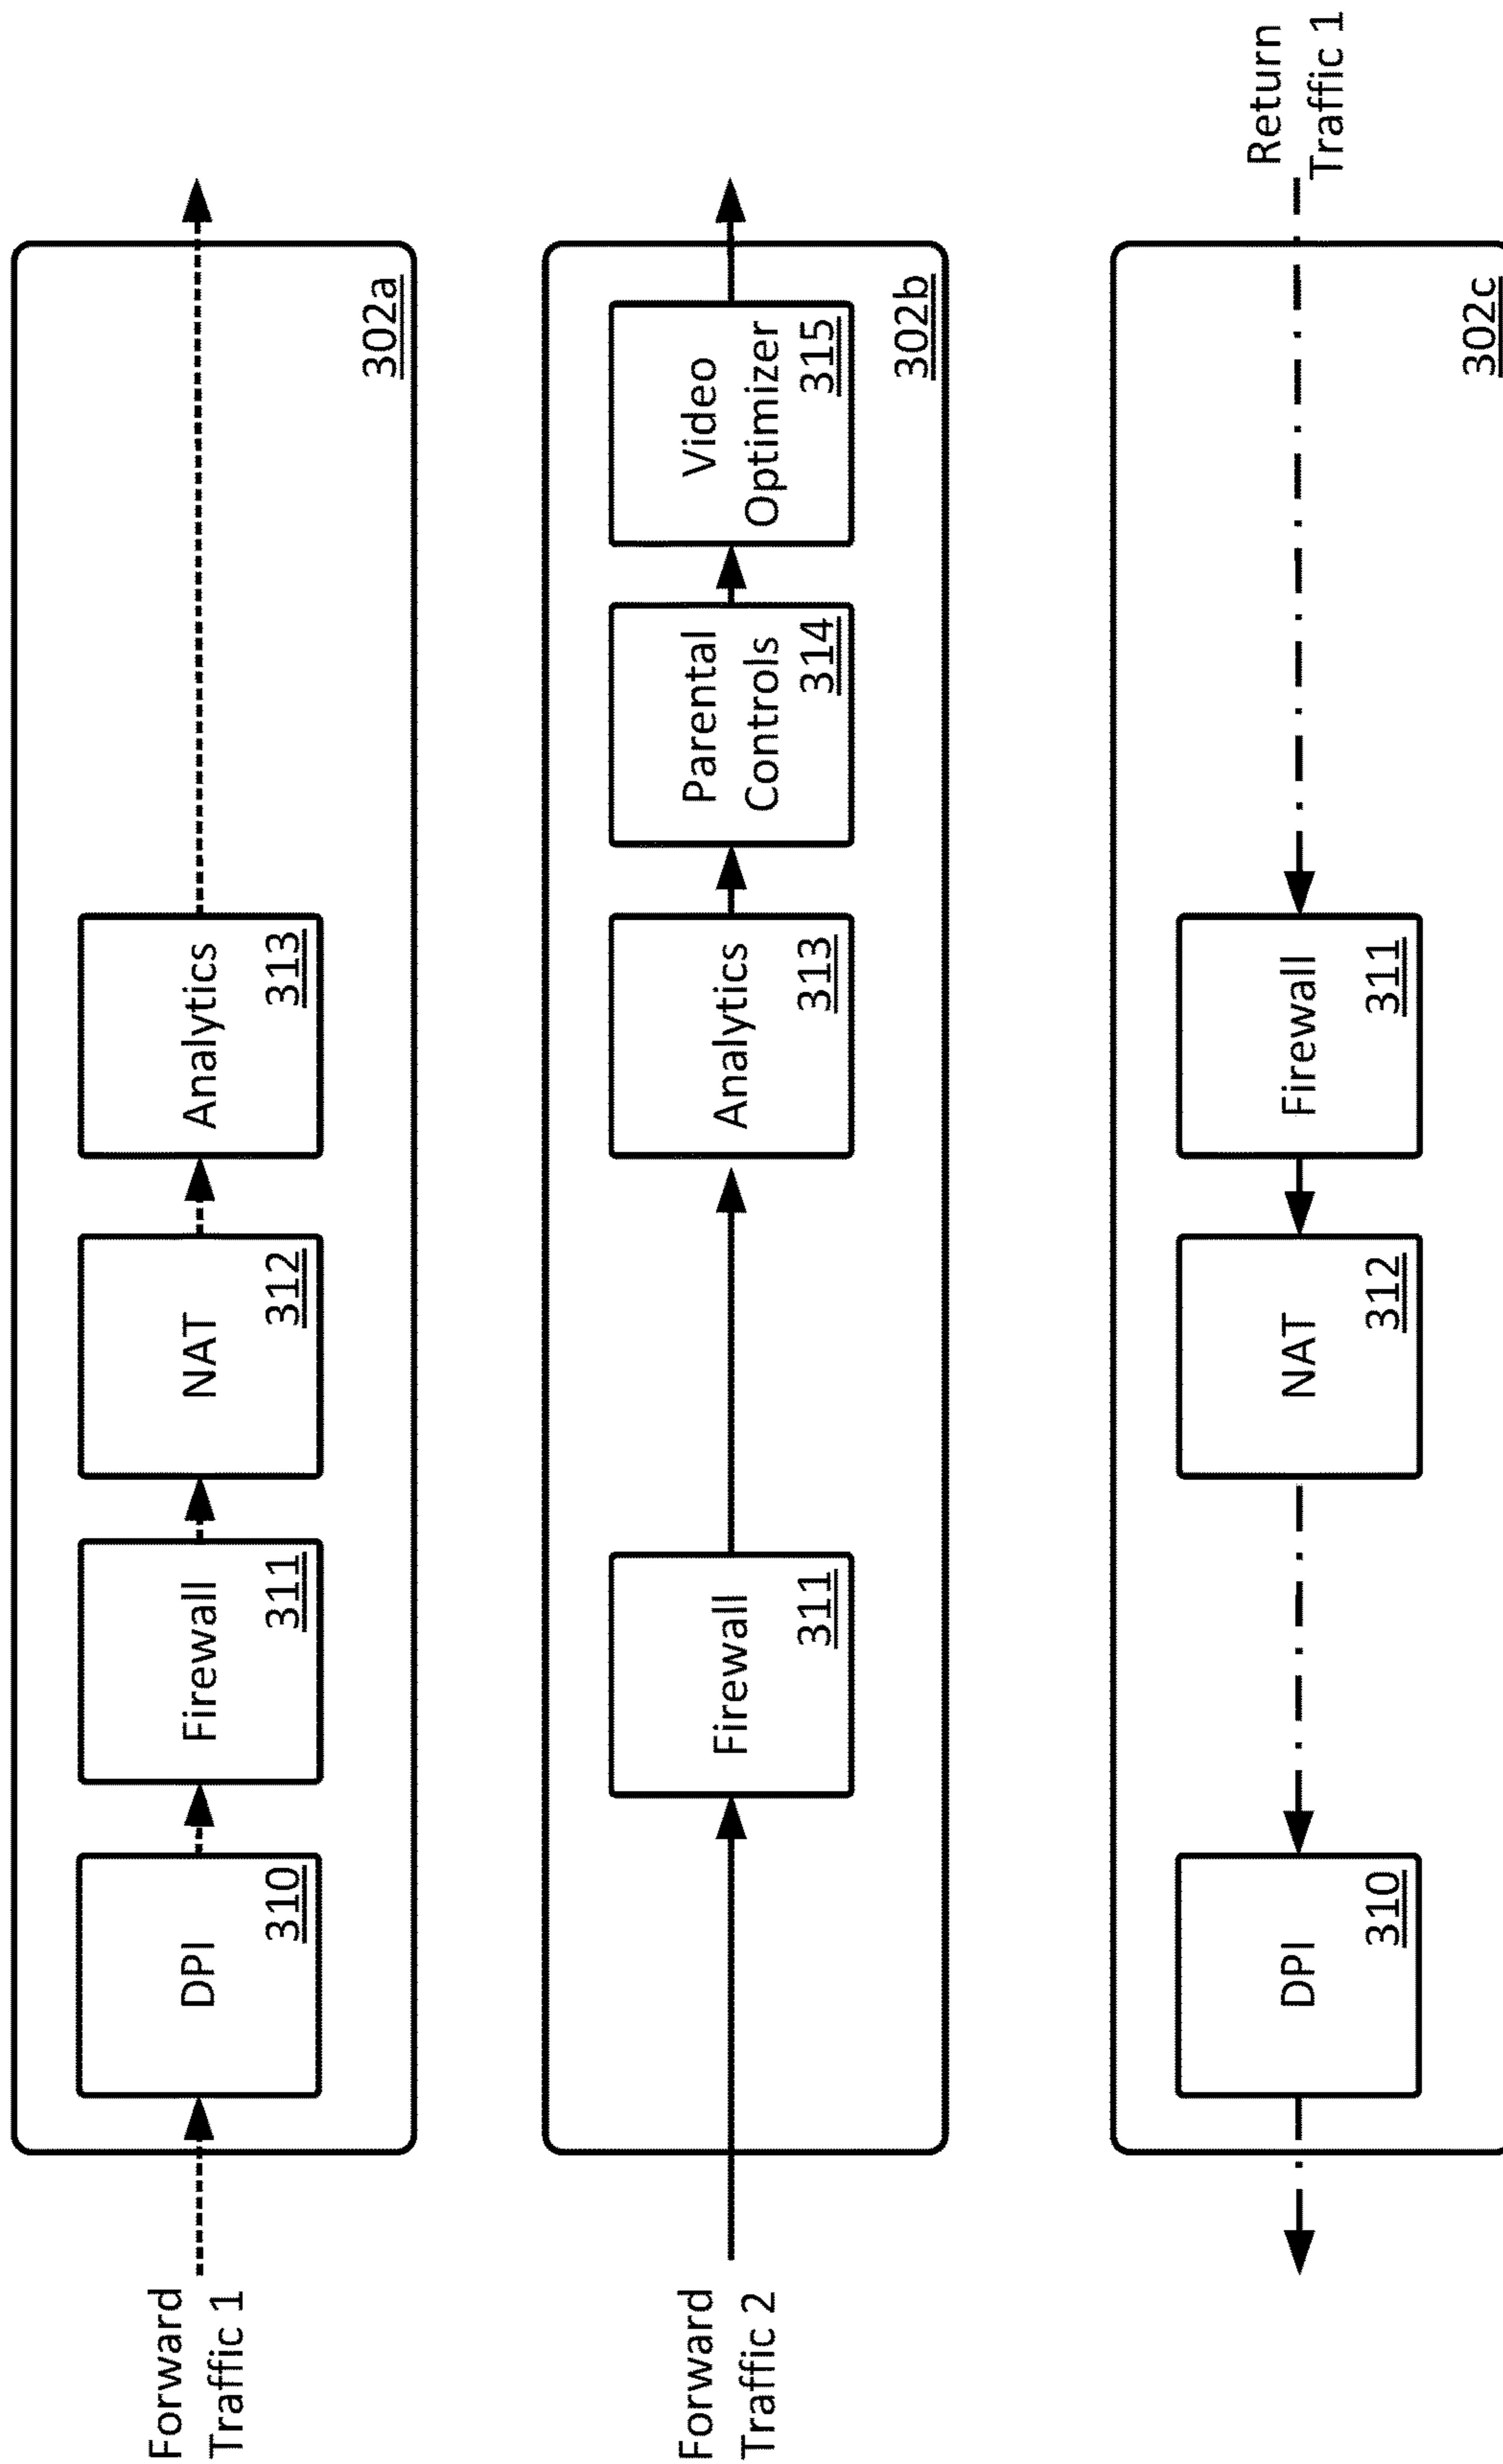 Forward
Traffic 1
DPI
310
Firewall
311
NAT
312
Analytics
313
302a
Forward
Traffic 2
Firewall
311
Analytics
313
Parental
Controls
314
Video
Optimizer
315
302b
DPI
310
NAT
312
Firewall
311
Return
Traffic 1
302c